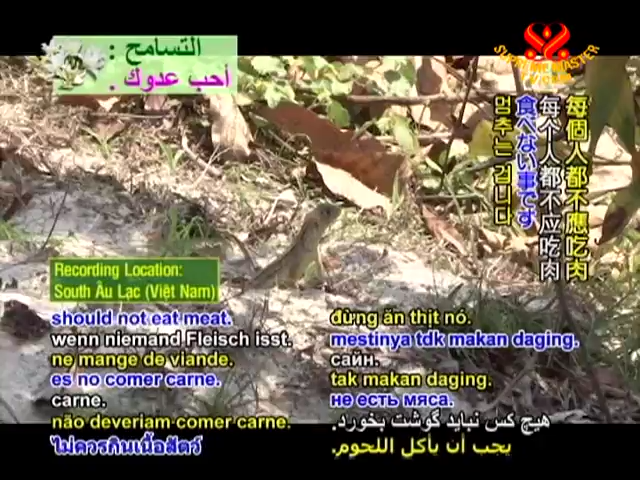 التسامح :
أحب عدوك .
SUPREME MASTER
TV
每個人都不應吃肉
每个人都不应吃肉
食べない事です
멈추는 겁니다
Recording Location:
South Âu Lạc (Việt Nam)
should not eat meat.
wenn niemand Fleisch isst.
ne mange de viande.
es no comer carne.
carne.
não deveriam comer carne.
ไม่ควรกินเนื้อสัตว์
đừng ăn thịt nó.
mestinya tdk makan daging.
сайн.
tak makan daging.
не есть мяса.
هیچ کس نباید گوشت بخورد.
يجب أن يأكل اللحوم.